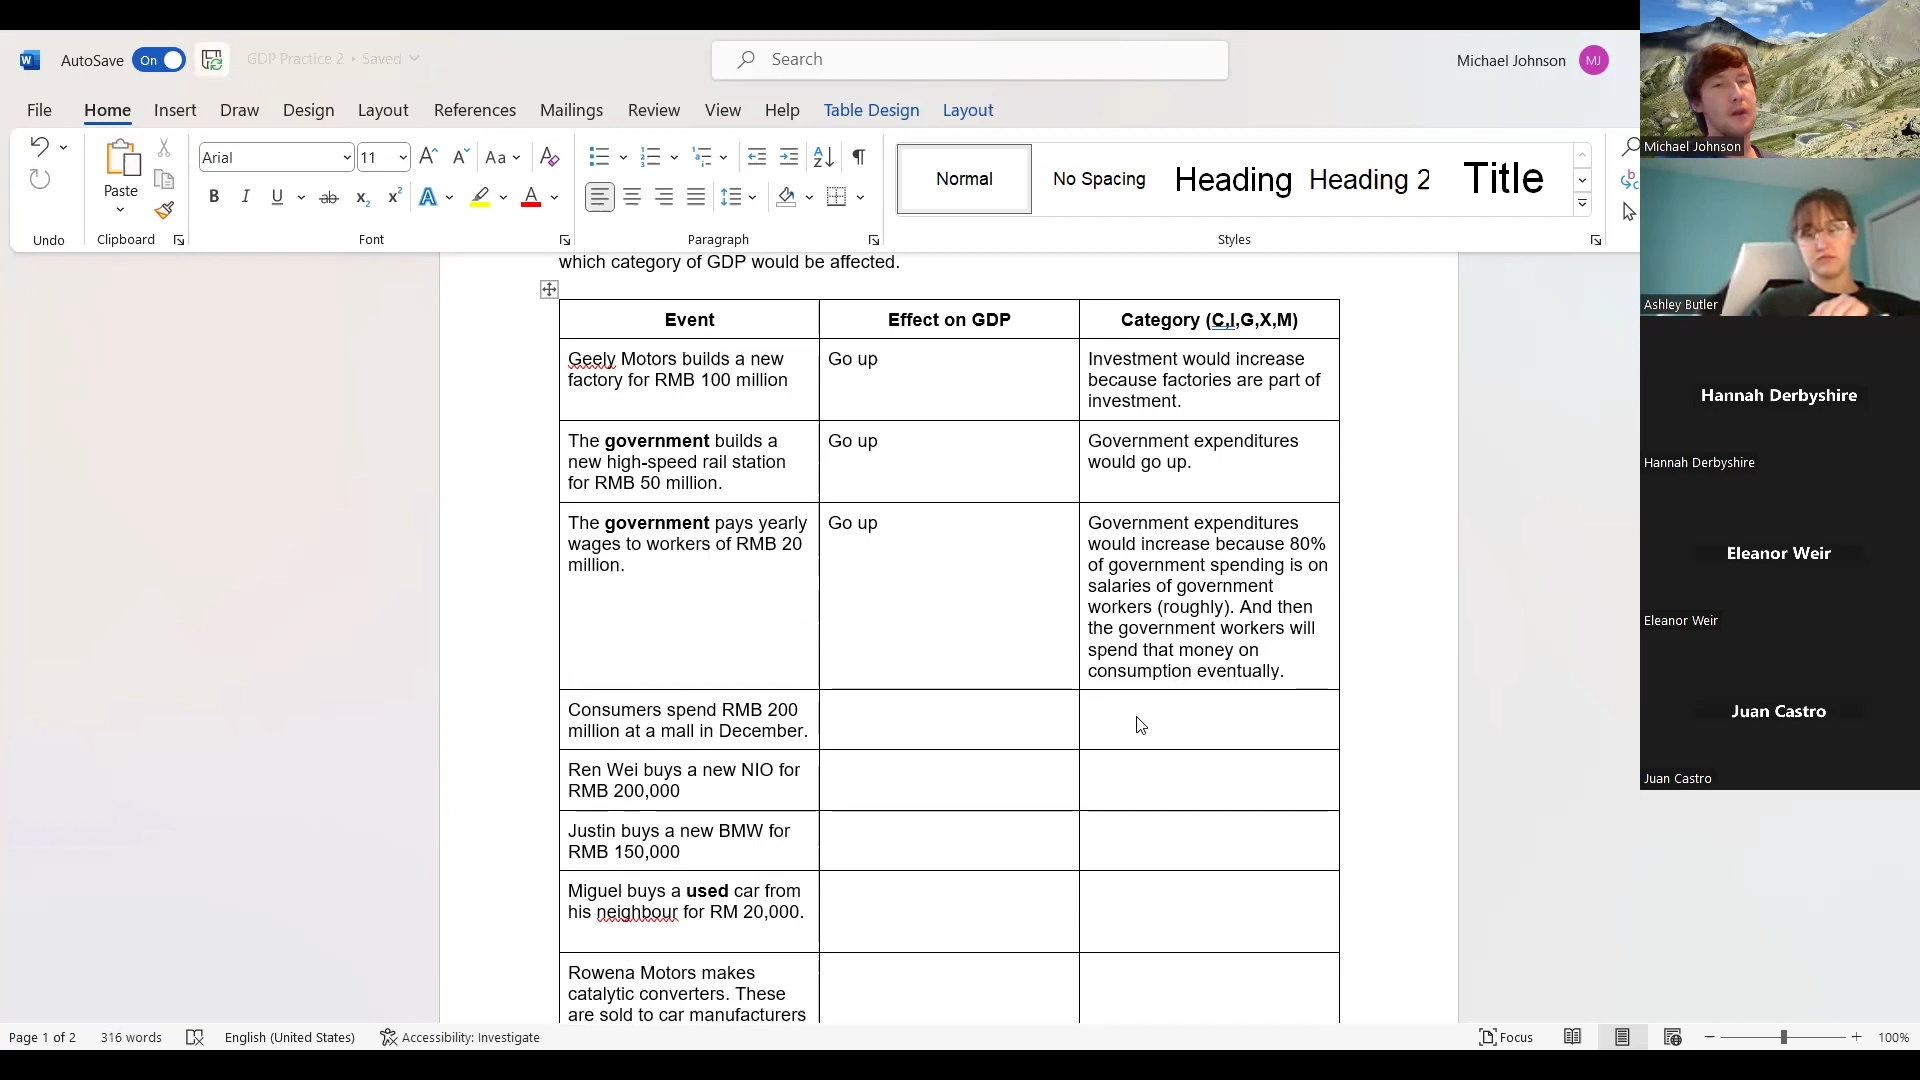 AutoSave On GDP Practice 2 • Saved
Search
Michael Johnson MJ
File Home Insert Draw Design Layout References Mailings Review View Help Table Design Layout
Arial 11 Aa
Normal No Spacing Heading Heading 2 Title
Paste
B I U ab x2 x2 A A
Undo Clipboard Font Paragraph Styles
which category of GDP would be affected.
Event Effect on GDP Category (C,I,G,X,M)
Geely Motors builds a new
factory for RMB 100 million
Go up
Investment would increase
because factories are part of
investment.
The government builds a
new high-speed rail station
for RMB 50 million.
Go up
Government expenditures
would go up.
The government pays yearly
wages to workers of RMB 20
million.
Go up
Government expenditures
would increase because 80%
of government spending is on
salaries of government
workers (roughly). And then
the government workers will
spend that money on
consumption eventually.
Consumers spend RMB 200
million at a mall in December.
Ren Wei buys a new NIO for
RMB 200,000
Justin buys a new BMW for
RMB 150,000
Miguel buys a used car from
his neighbour for RM 20,000.
Rowena Motors makes
catalytic converters. These
are sold to car manufacturers
Page 1 of 2 316 words English (United States) Accessibility: Investigate Focus 100%
Michael Johnson
Ashley Butler
Hannah Derbyshire
Hannah Derbyshire
Eleanor Weir
Eleanor Weir
Juan Castro
Juan Castro